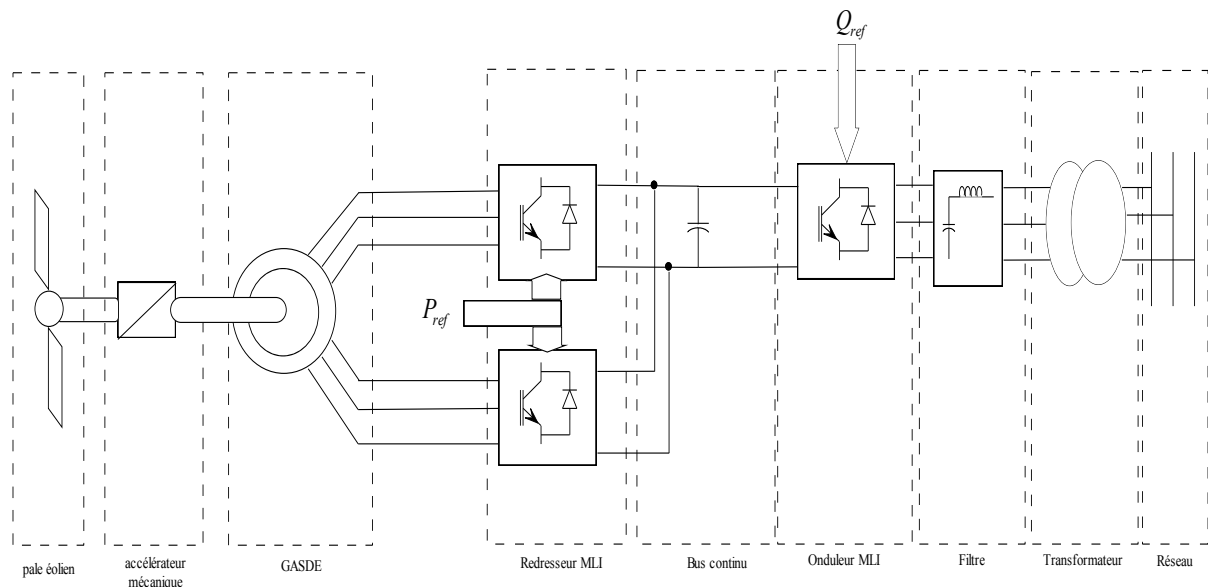 Q_ref
P_ref
pale éolien
accélérateur
mécanique
GASDE
Redresseur MLI
Bus continu
Onduleur MLI
Filtre
Transformateur
Réseau